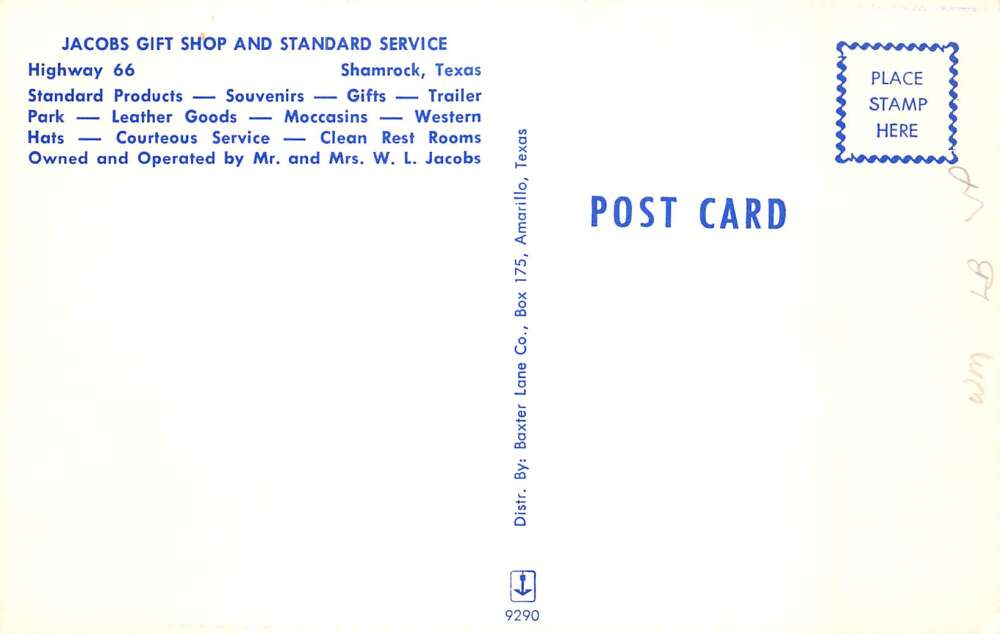 JACOBS GIFT SHOP AND STANDARD SERVICE
Highway 66 Shamrock, Texas
Standard Products — Souvenirs — Gifts — Trailer
Park — Leather Goods — Moccasins — Western
Hats — Courteous Service — Clean Rest Rooms
Owned and Operated by Mr. and Mrs. W. L. Jacobs
Distr. By: Baxter Lane Co., Box 175, Amarillo, Texas
9290
POST CARD
PLACE
STAMP
HERE